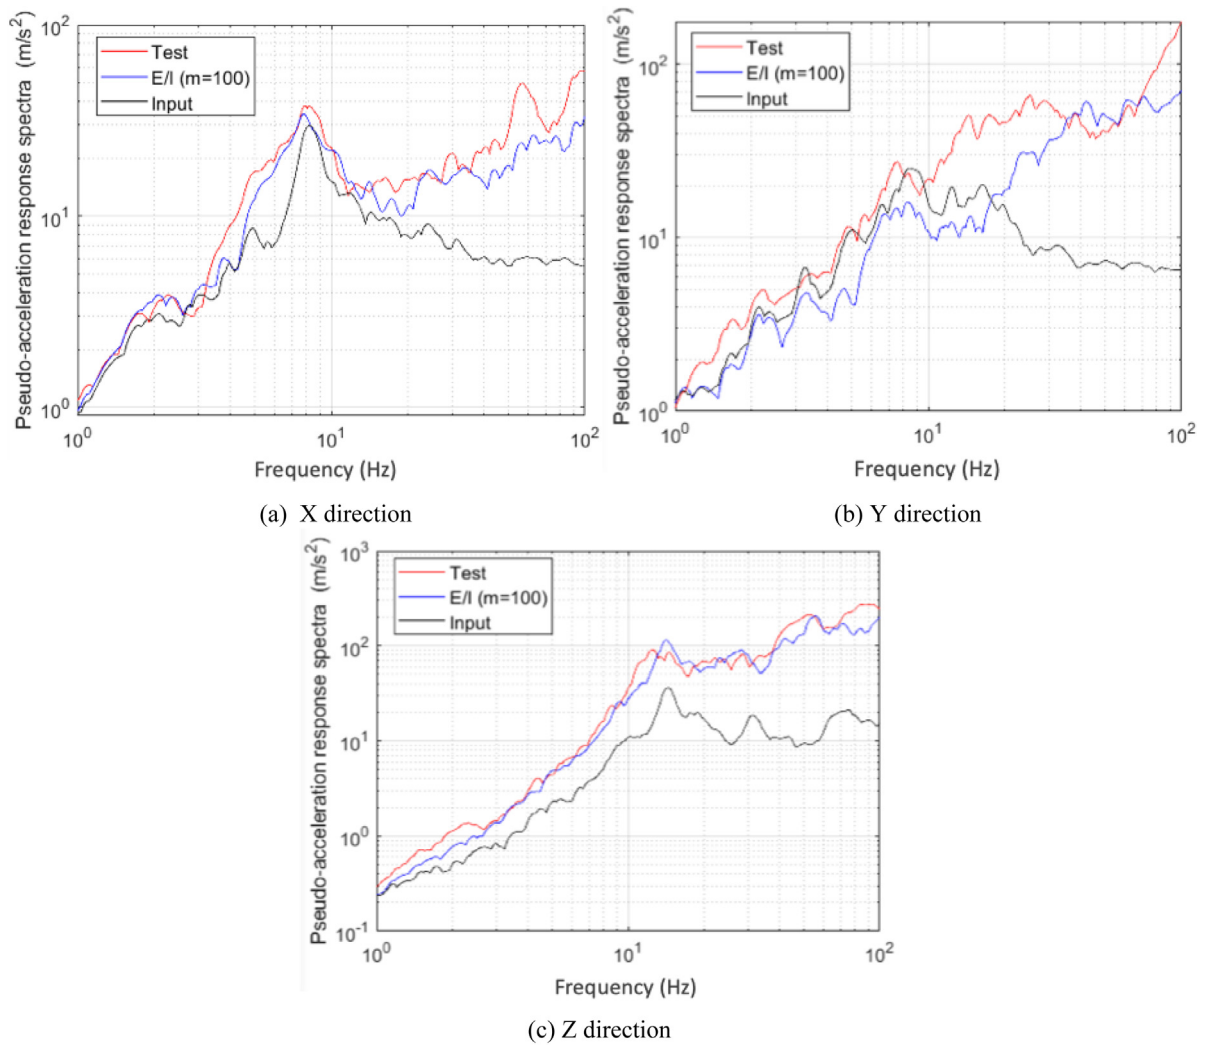 Pseudo-acceleration response spectra (m/s²)
10²
10¹
10⁰
Test
E/I (m=100)
Input
10⁰
10¹
10²
Frequency (Hz)
(a) X direction
Pseudo-acceleration response spectra (m/s²)
10²
10¹
10⁰
Test
E/I (m=100)
Input
10⁰
10¹
10²
Frequency (Hz)
(b) Y direction
Pseudo-acceleration response spectra (m/s²)
10³
10²
10¹
10⁰
10⁻¹
Test
E/I (m=100)
Input
10⁰
10¹
10²
Frequency (Hz)
(c) Z direction